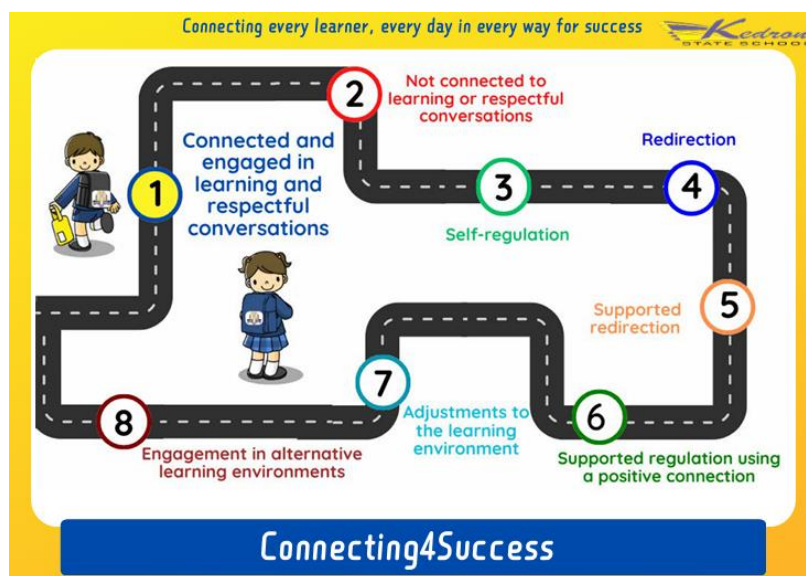 Connecting every learner, every day in every way for success
Kedron
STATE SCHOOL
1
Connected and
engaged in
learning and
respectful
conversations
2
Not connected to
learning or respectful
conversations
3
Self-regulation
Redirection
4
Supported
redirection
5
6
Supported regulation using
a positive connection
7
Adjustments to
the learning
environment
8
Engagement in alternative
learning environments
Connecting4Success